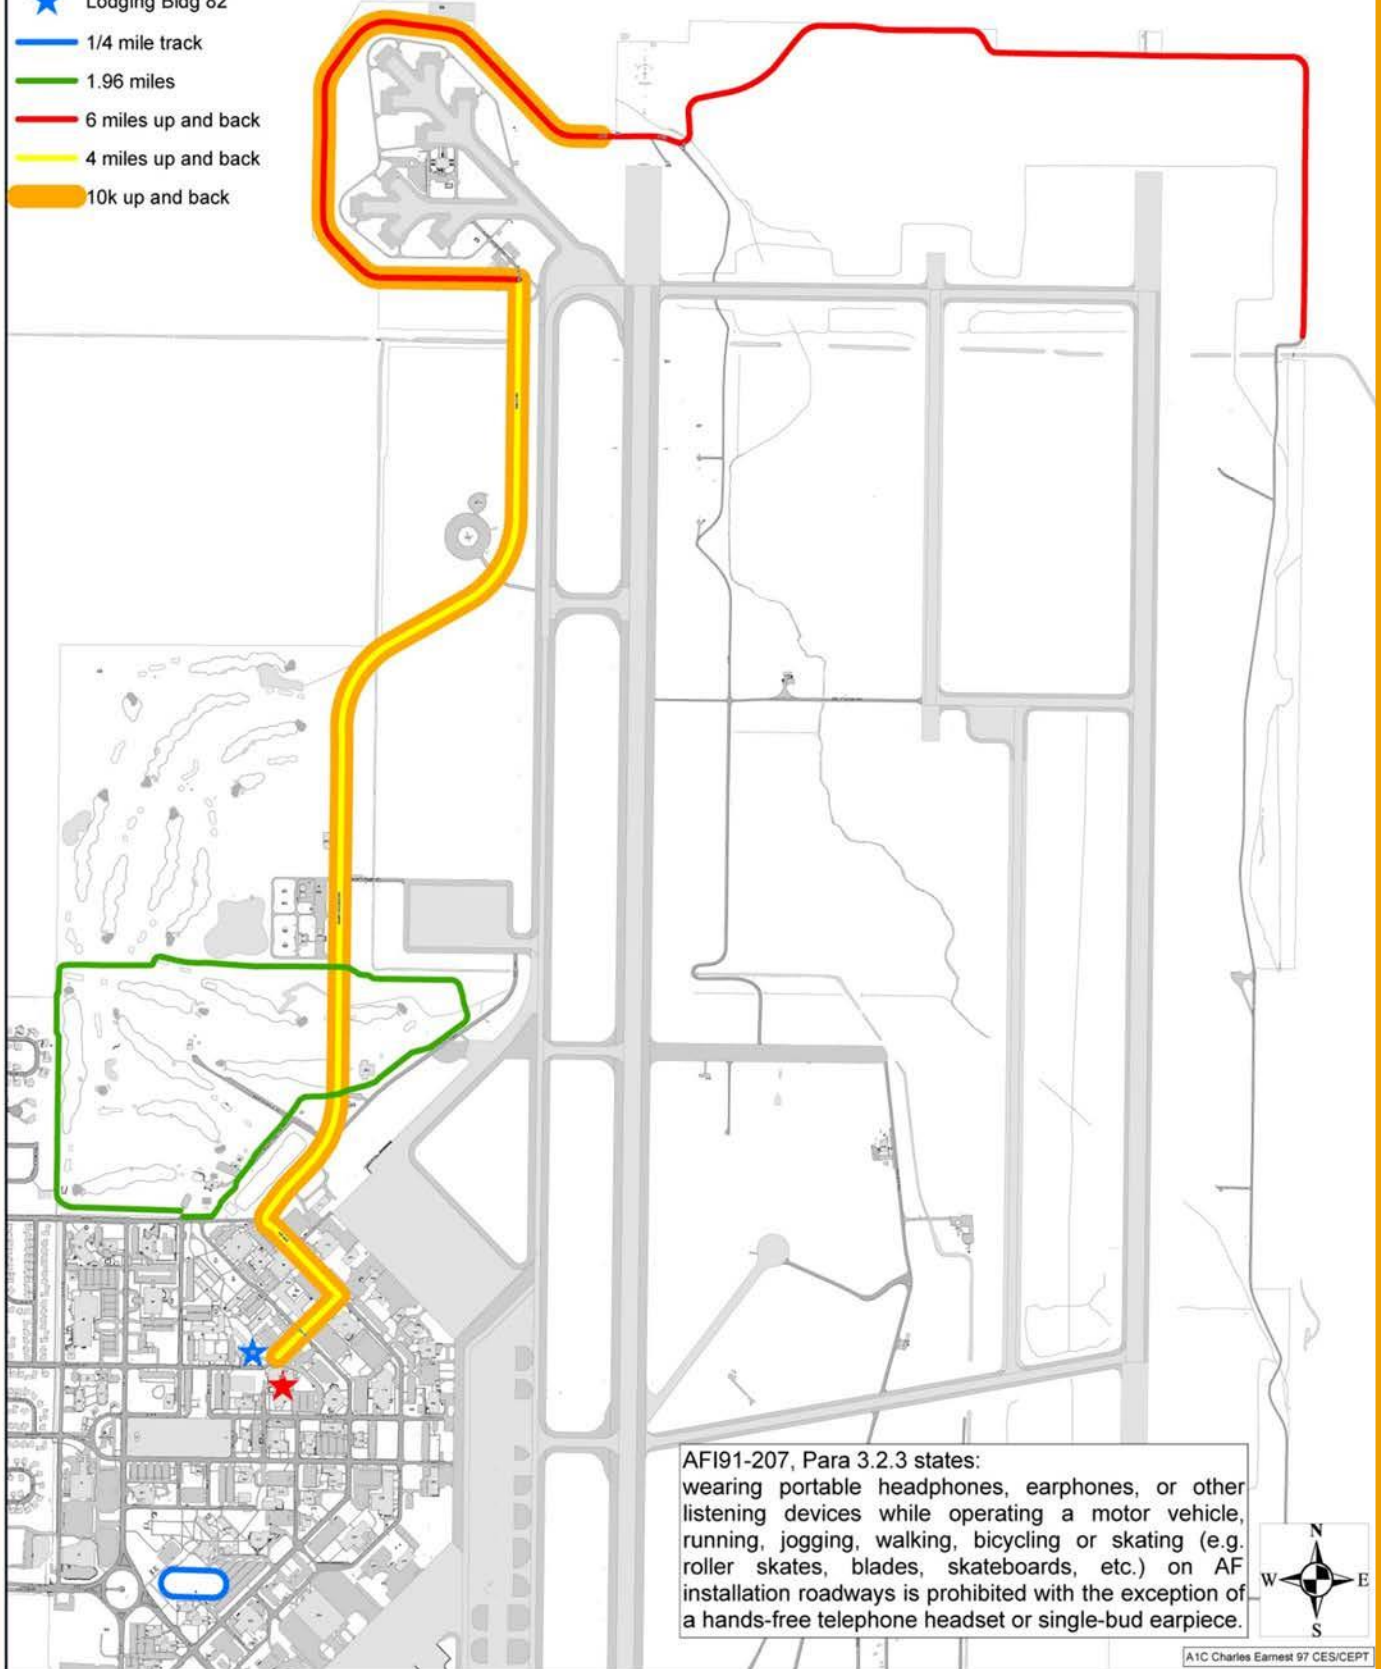 Lodging Bldg 82
1/4 mile track
1.96 miles
6 miles up and back
4 miles up and back
10k up and back
AFI91-207, Para 3.2.3 states:
wearing portable headphones, earphones, or other
listening devices while operating a motor vehicle,
running, jogging, walking, bicycling or skating (e.g.
roller skates, blades, skateboards, etc.) on AF
installation roadways is prohibited with the exception of
a hands-free telephone headset or single-bud earpiece.
N
W E
S
A1C Charles Earnest 97 CES/CEPT